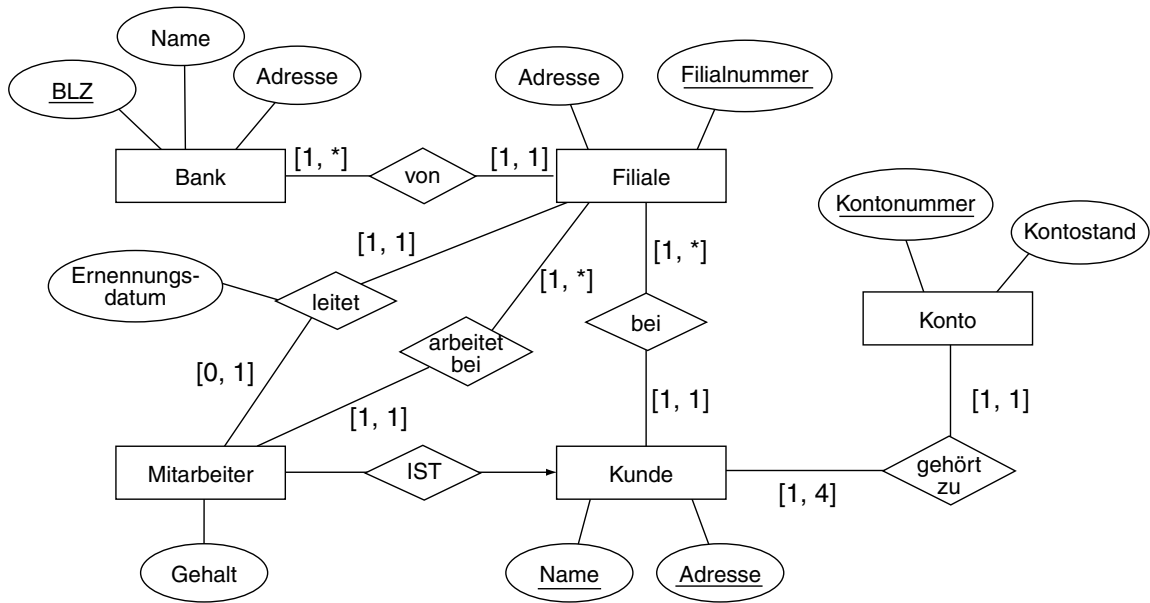 Name
BLZ
Adresse
Adresse
Filialnummer
Bank
[1, *]
von
[1, 1]
Filiale
Kontonummer
Kontostand
[1, 1]
[1, *]
[1, *]
Ernennungs-
datum
leitet
bei
Konto
arbeitet
bei
[0, 1]
[1, 1]
[1, 1]
[1, 1]
Mitarbeiter
IST
Kunde
gehört
zu
[1, 4]
Gehalt
Name
Adresse